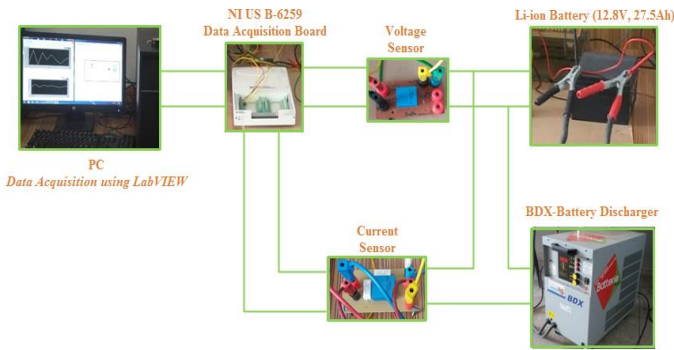 NI US B-6259
Data Acquisition Board
Voltage
Sensor
Li-ion Battery (12.8V, 27.5Ah)
PC
Data Acquisition using LabVIEW
Current
Sensor
BDX-Battery Discharger
Batterie
BDX